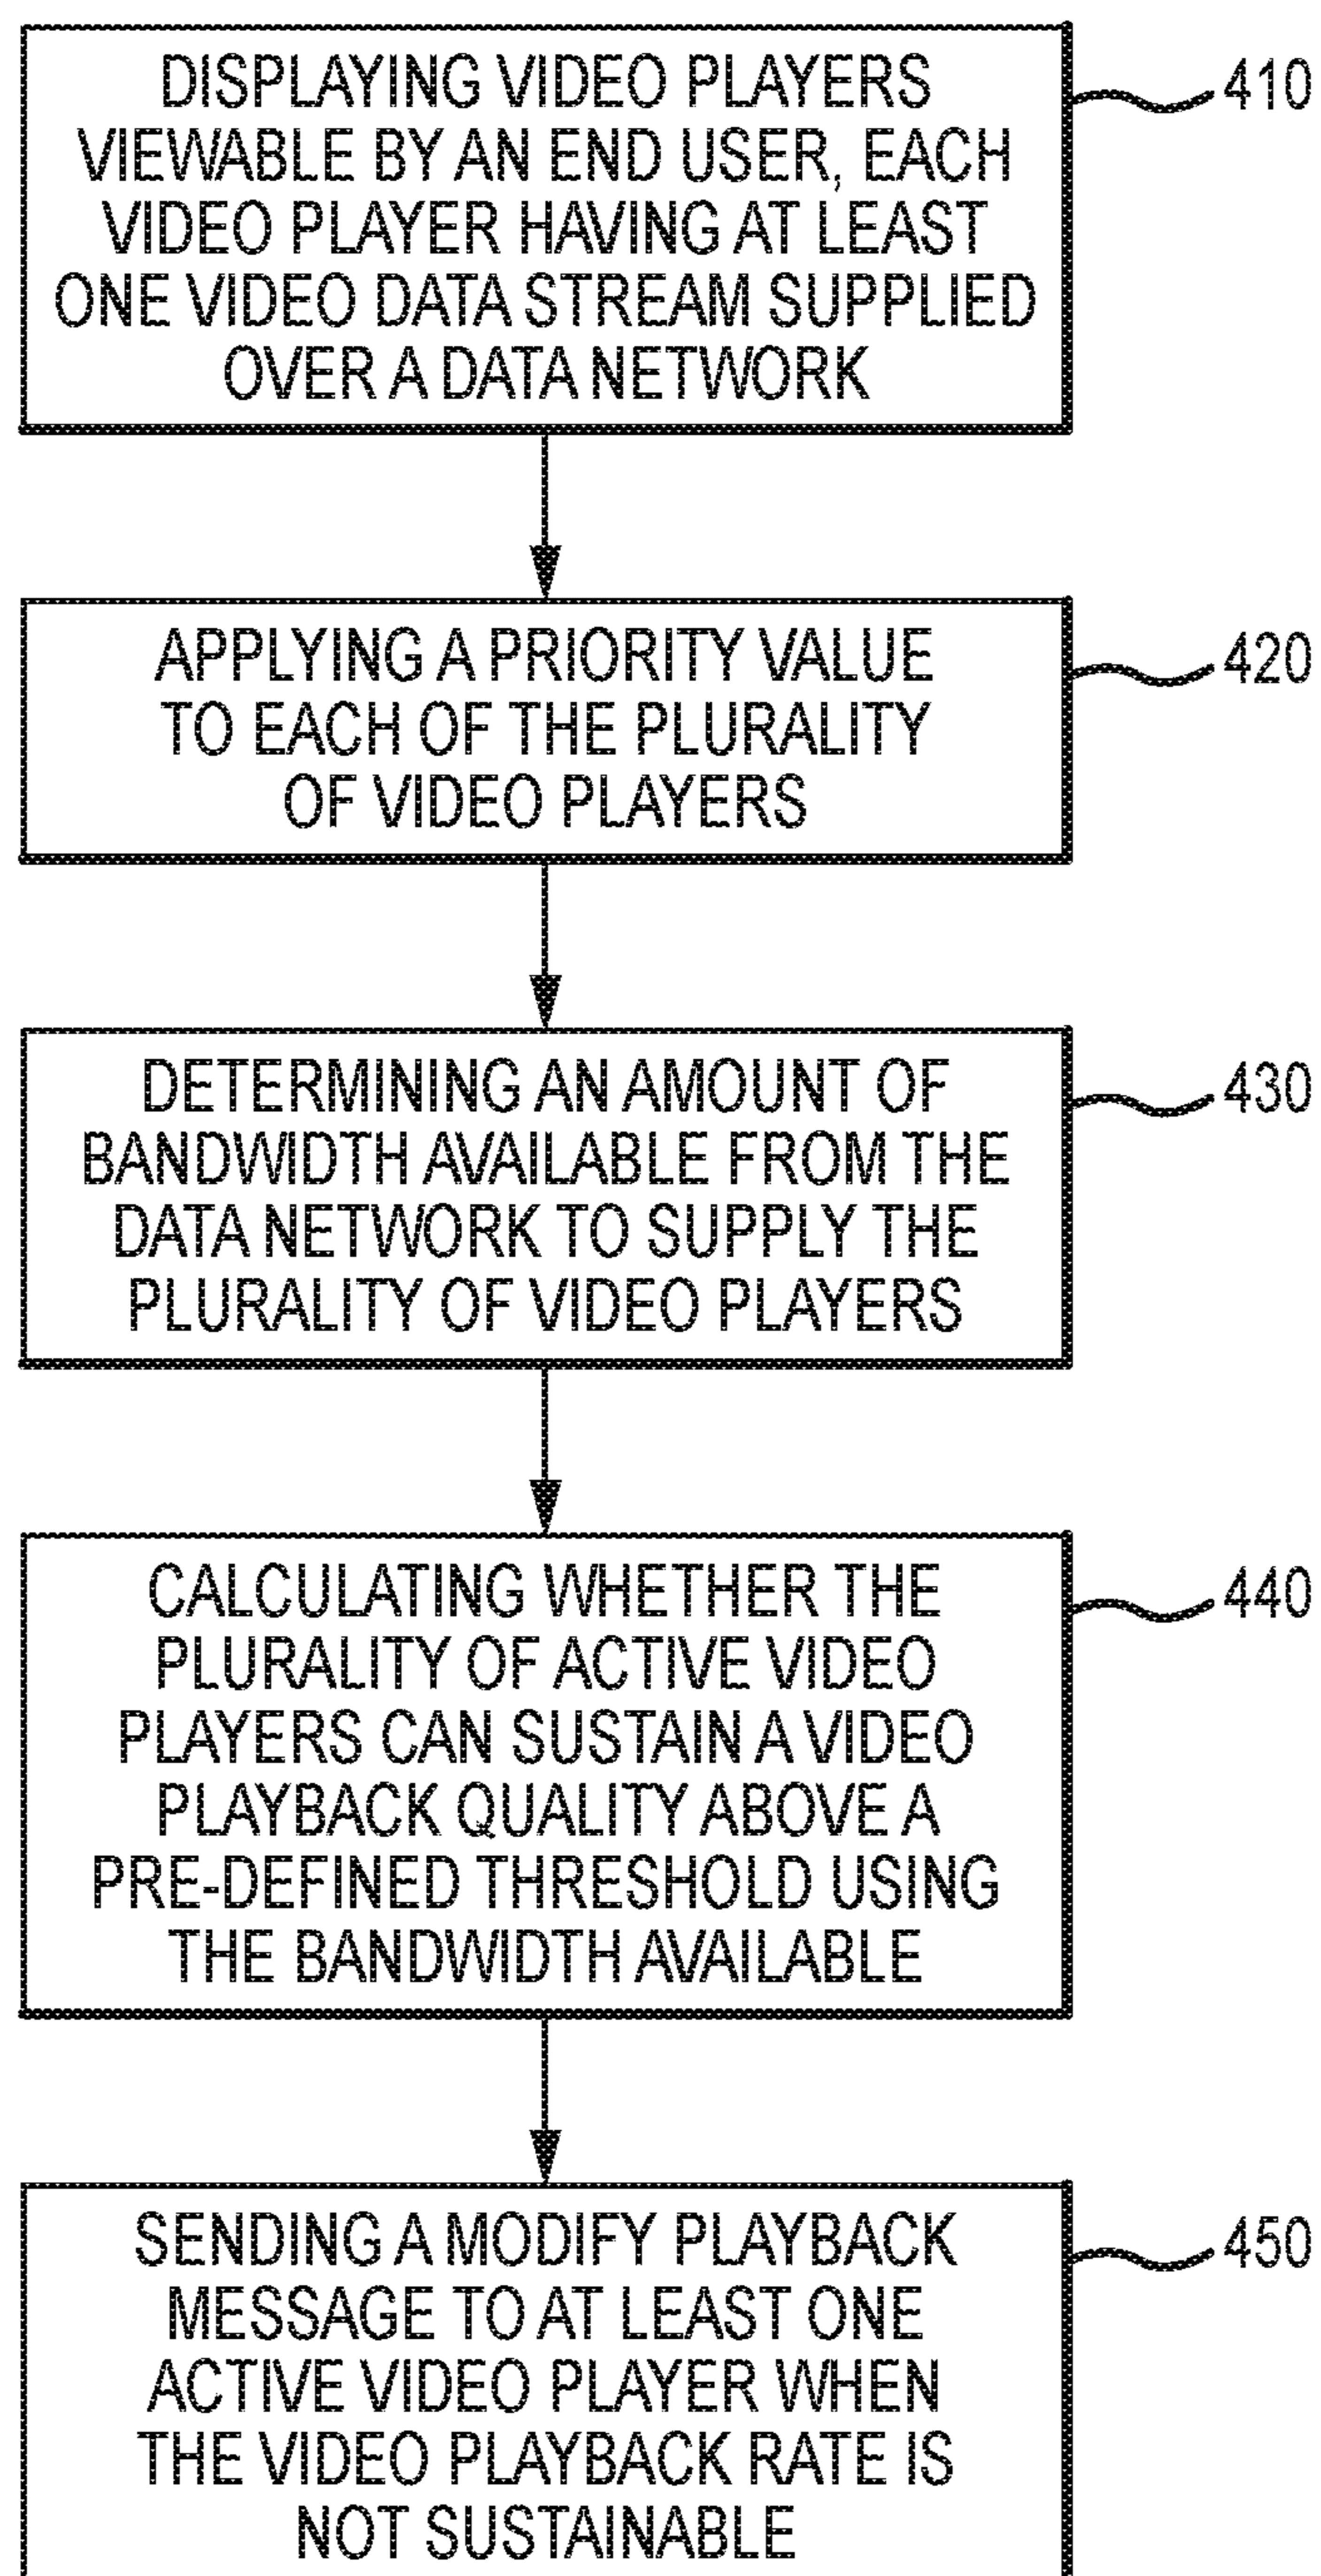 DISPLAYING VIDEO PLAYERS
VIEWABLE BY AN END USER, EACH
VIDEO PLAYER HAVING AT LEAST
ONE VIDEO DATA STREAM SUPPLIED
OVER A DATA NETWORK
410
APPLYING A PRIORITY VALUE
TO EACH OF THE PLURALITY
OF VIDEO PLAYERS
420
DETERMINING AN AMOUNT OF
BANDWIDTH AVAILABLE FROM THE
DATA NETWORK TO SUPPLY THE
PLURALITY OF VIDEO PLAYERS
430
CALCULATING WHETHER THE
PLURALITY OF ACTIVE VIDEO
PLAYERS CAN SUSTAIN A VIDEO
PLAYBACK QUALITY ABOVE A
PRE-DEFINED THRESHOLD USING
THE BANDWIDTH AVAILABLE
440
SENDING A MODIFY PLAYBACK
MESSAGE TO AT LEAST ONE
ACTIVE VIDEO PLAYER WHEN
THE VIDEO PLAYBACK RATE IS
NOT SUSTAINABLE
450